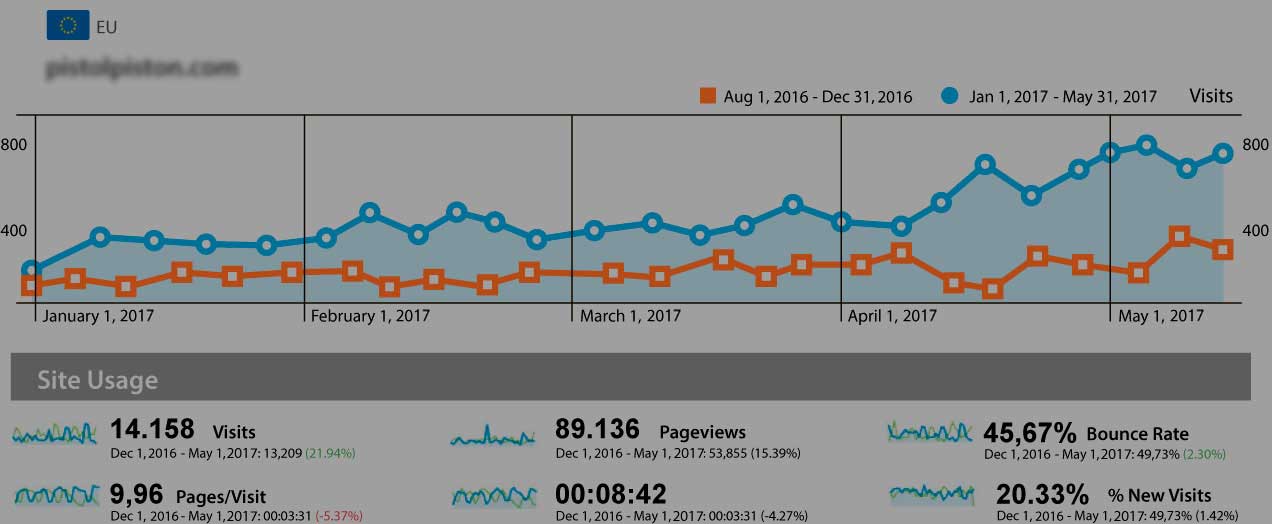 EU
pistolpiston.com
Aug 1, 2016 - Dec 31, 2016 Jan 1, 2017 - May 31, 2017 Visits
800 800
400 400
January 1, 2017 February 1, 2017 March 1, 2017 April 1, 2017 May 1, 2017
Site Usage
14.158 Visits 89.136 Pageviews 45,67% Bounce Rate
Dec 1, 2016 - May 1, 2017: 13,209 (21.94%) Dec 1, 2016 - May 1, 2017: 53,855 (15.39%) Dec 1, 2016 - May 1, 2017: 49,73% (2.30%)
9,96 Pages/Visit 00:08:42 20.33% % New Visits
Dec 1, 2016 - May 1, 2017: 00:03:31 (-5.37%) Dec 1, 2016 - May 1, 2017: 00:03:31 (-4.27%) Dec 1, 2016 - May 1, 2017: 49,73% (1.42%)